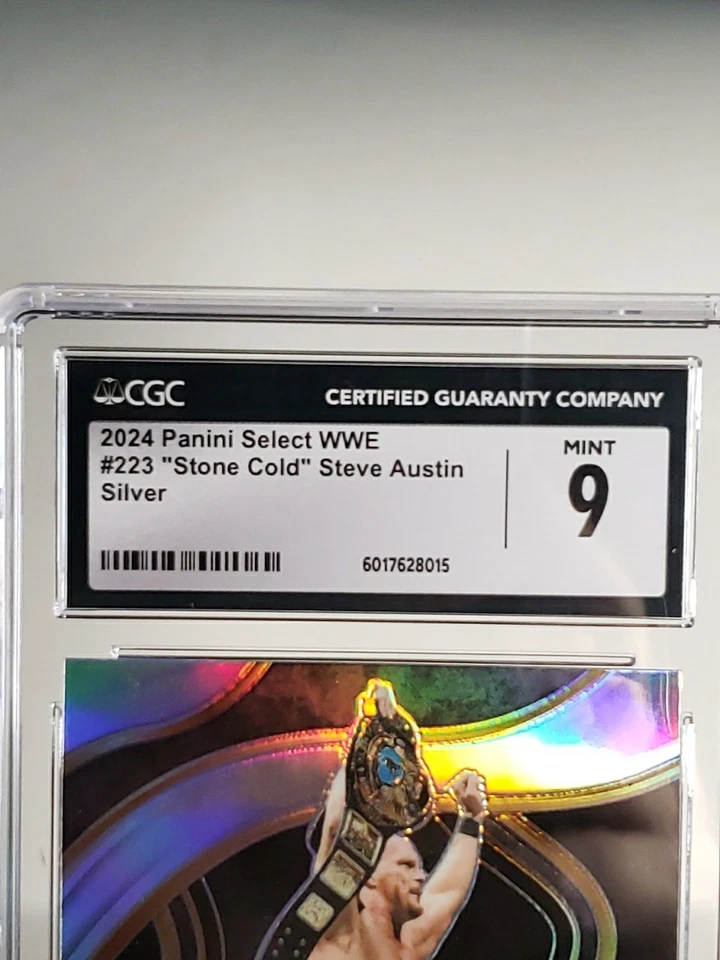 CGC
CERTIFIED GUARANTY COMPANY
2024 Panini Select WWE
#223 "Stone Cold" Steve Austin
Silver
MINT
9
6017628015